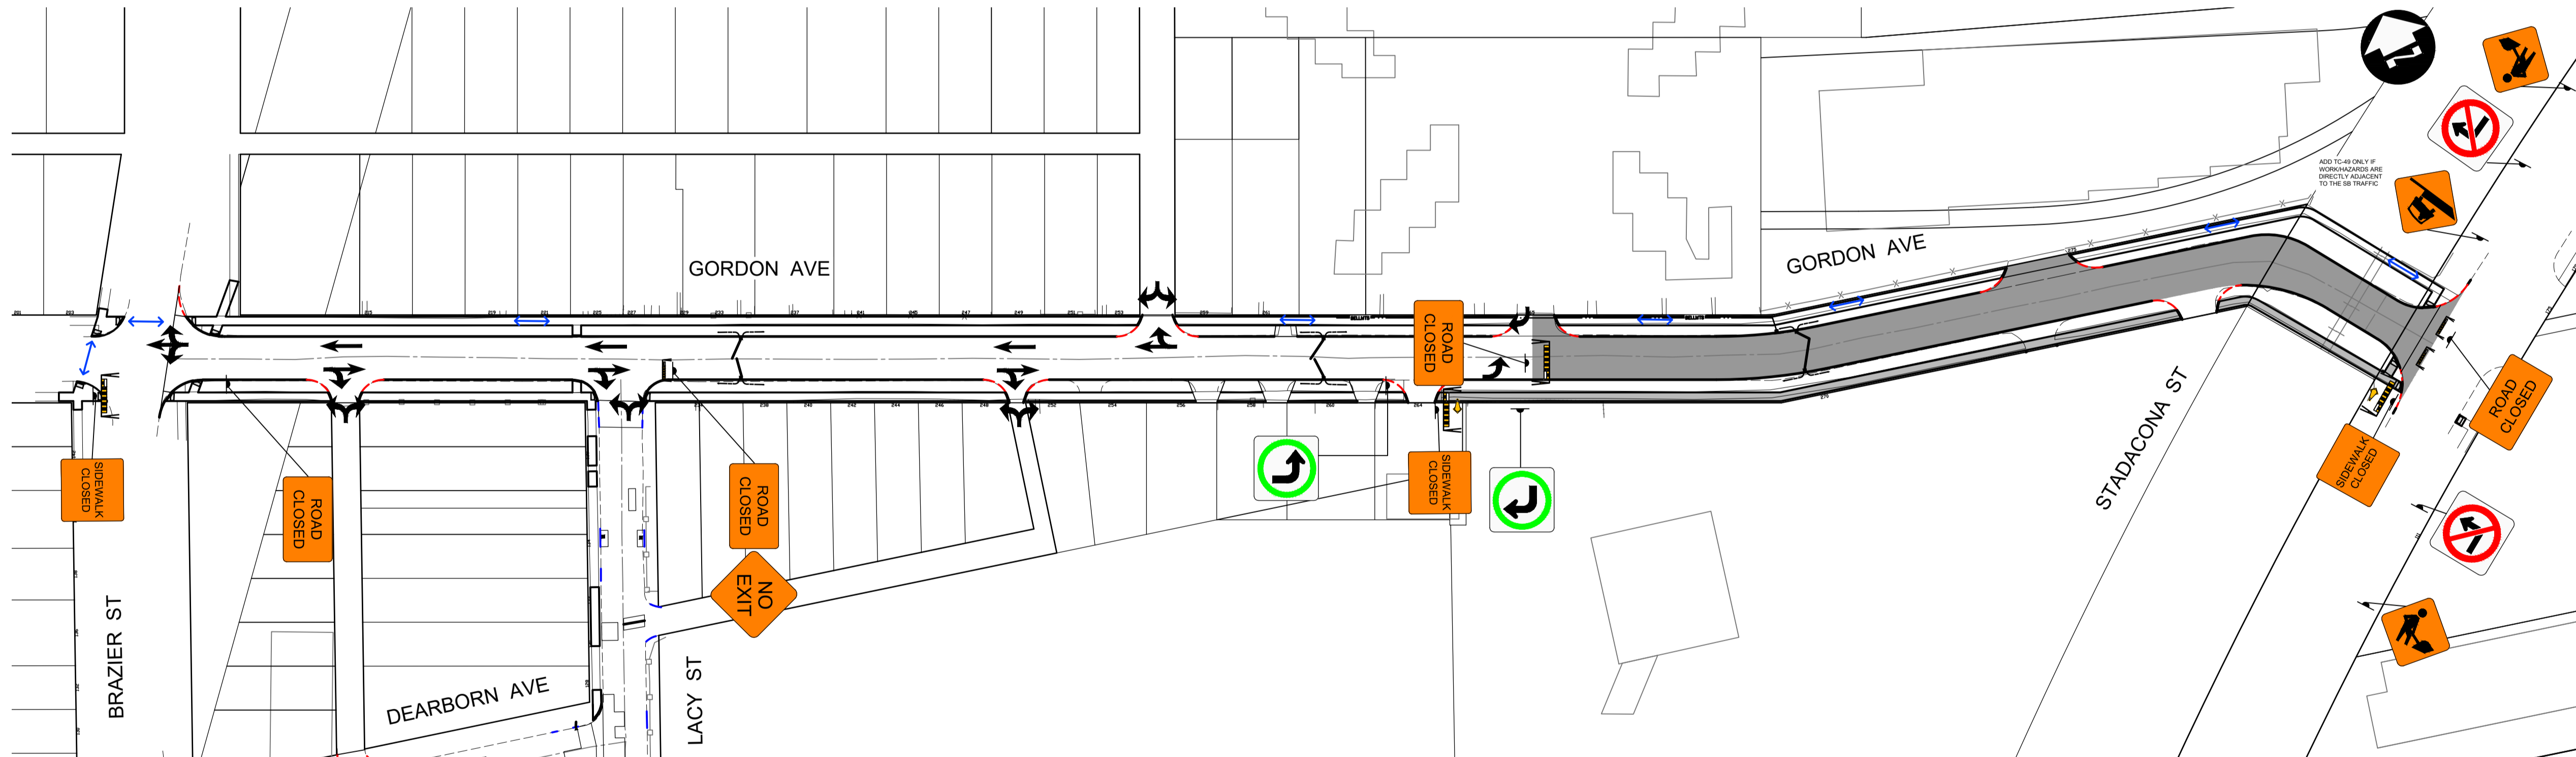 ADD TC-49 ONLY IF
WORK/HAZARDS ARE
DIRECTLY ADJACENT
TO THE SB TRAFFIC
GORDON AVE
GORDON AVE
ROAD
CLOSED
SIDEWALK
CLOSED
ROAD
CLOSED
ROAD
CLOSED
NO
EXIT
SIDEWALK
CLOSED
STADACONA ST
SIDEWALK
CLOSED
ROAD
CLOSED
BRAZIER ST
DEARBORN AVE
LACY ST